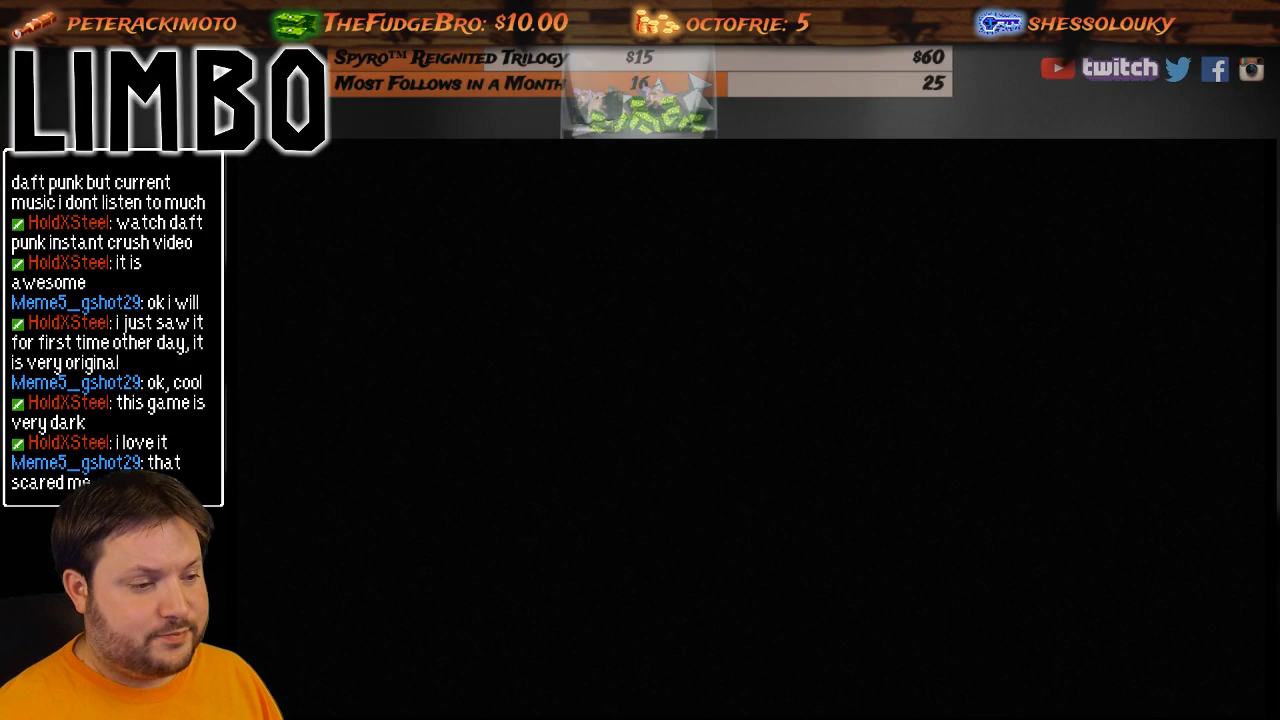 PETERACKIMOTO THEFUDGEBRO: $10.00 OCTOFRIE: 5 SHESSOLOUKY
SPYRO™ REIGNITED TRILOGY $15 $60
MOST FOLLOWS IN A MONTH 16 25
twitch
LIMBO
daft punk but current
music i dont listen to much
HoldXSteel: watch daft
punk instant crush video
HoldXSteel: it is
awesome
Meme5_gshot29: ok i will
HoldXSteel: i just saw it
for first time other day, it
is very original
Meme5_gshot29: ok, cool
HoldXSteel: this game is
very dark
HoldXSteel: i love it
Meme5_gshot29: that
scared me